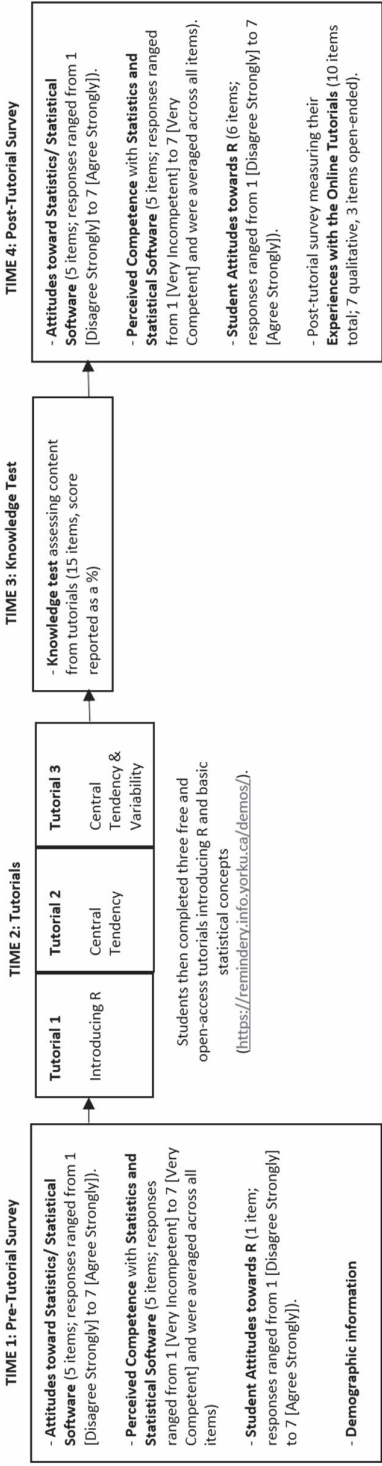 TIME 1: Pre-Tutorial Survey
- Attitudes toward Statistics/ Statistical
Software (5 items; responses ranged from 1
[Disagree Strongly] to 7 [Agree Strongly]).
- Perceived Competence with Statistics and
Statistical Software (5 items; responses
ranged from 1 [Very Incompetent] to 7 [Very
Competent] and were averaged across all
items)
- Student Attitudes towards R (1 item;
responses ranged from 1 [Disagree Strongly]
to 7 [Agree Strongly]).
- Demographic information
TIME 2: Tutorials
Tutorial 1
Introducing R
Tutorial 2
Central
Tendency
Tutorial 3
Central
Tendency &
Variability
Students then completed three free and
open-access tutorials introducing R and basic
statistical concepts
(https://remindery.info.yorku.ca/demos/).
TIME 3: Knowledge Test
- Knowledge test assessing content
from tutorials (15 items, score
reported as a %)
TIME 4: Post-Tutorial Survey
- Attitudes toward Statistics/ Statistical
Software (5 items; responses ranged from 1
[Disagree Strongly] to 7 [Agree Strongly]).
- Perceived Competence with Statistics and
Statistical Software (5 items; responses ranged
from 1 [Very Incompetent] to 7 [Very
Competent] and were averaged across all items).
- Student Attitudes towards R (6 items;
responses ranged from 1 [Disagree Strongly] to 7
[Agree Strongly]).
- Post-tutorial survey measuring their
Experiences with the Online Tutorials (10 items
total; 7 qualitative, 3 items open-ended).